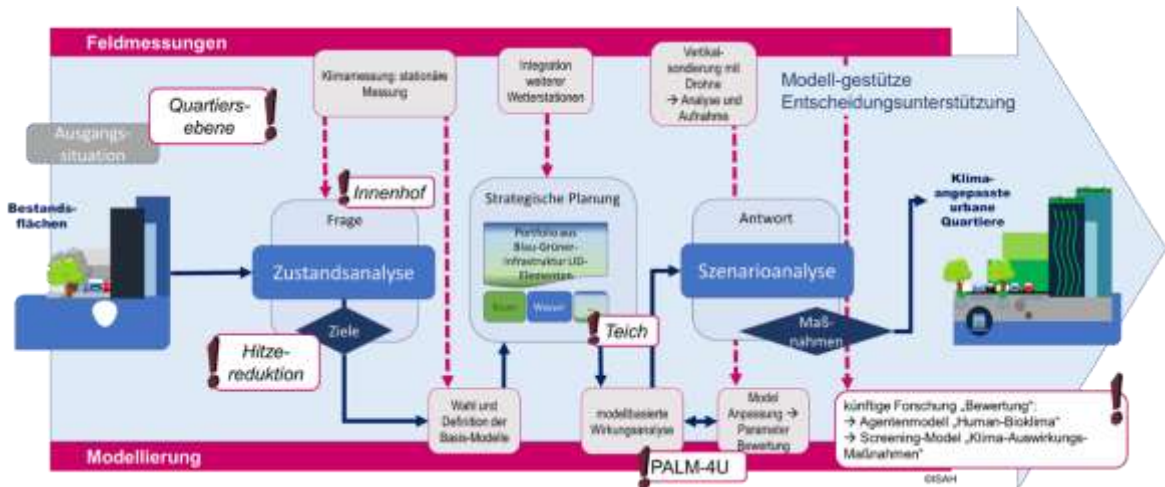 Feldmessungen
Klimamessung: stationäre
Messung
Integration
weiterer
Wetterstationen
Vertikal-
sondierung mit
Drohne
→ Analyse und
Aufnahme
Modell-gestütze
Entscheidungsunterstützung
Quartiers-
ebene
Ausgangs-
situation
Innenhof
Bestands-
flächen
Frage
Zustandsanalyse
Ziele
Hitze-
reduktion
Strategische Planung
Portfolio aus
Blau-Grüner-
Infrastruktur
Elementen
Wasser
Teich
Antwort
Szenarioanalyse
Maß-
nahmen
Klima-
angepasste
urbane
Quartiere
Wahl und
Definition der
Basis-Modelle
modellbasierte
Wirkungsanalyse
Model
Anpassung →
Parameter
Bewertung
künftige Forschung „Bewertung“:
→ Agentenmodell „Human-Bioklima“
→ Screening-Model „Klima-Auswirkungs-
Maßnahmen“
PALM-4U
Modellierung
©ISAH